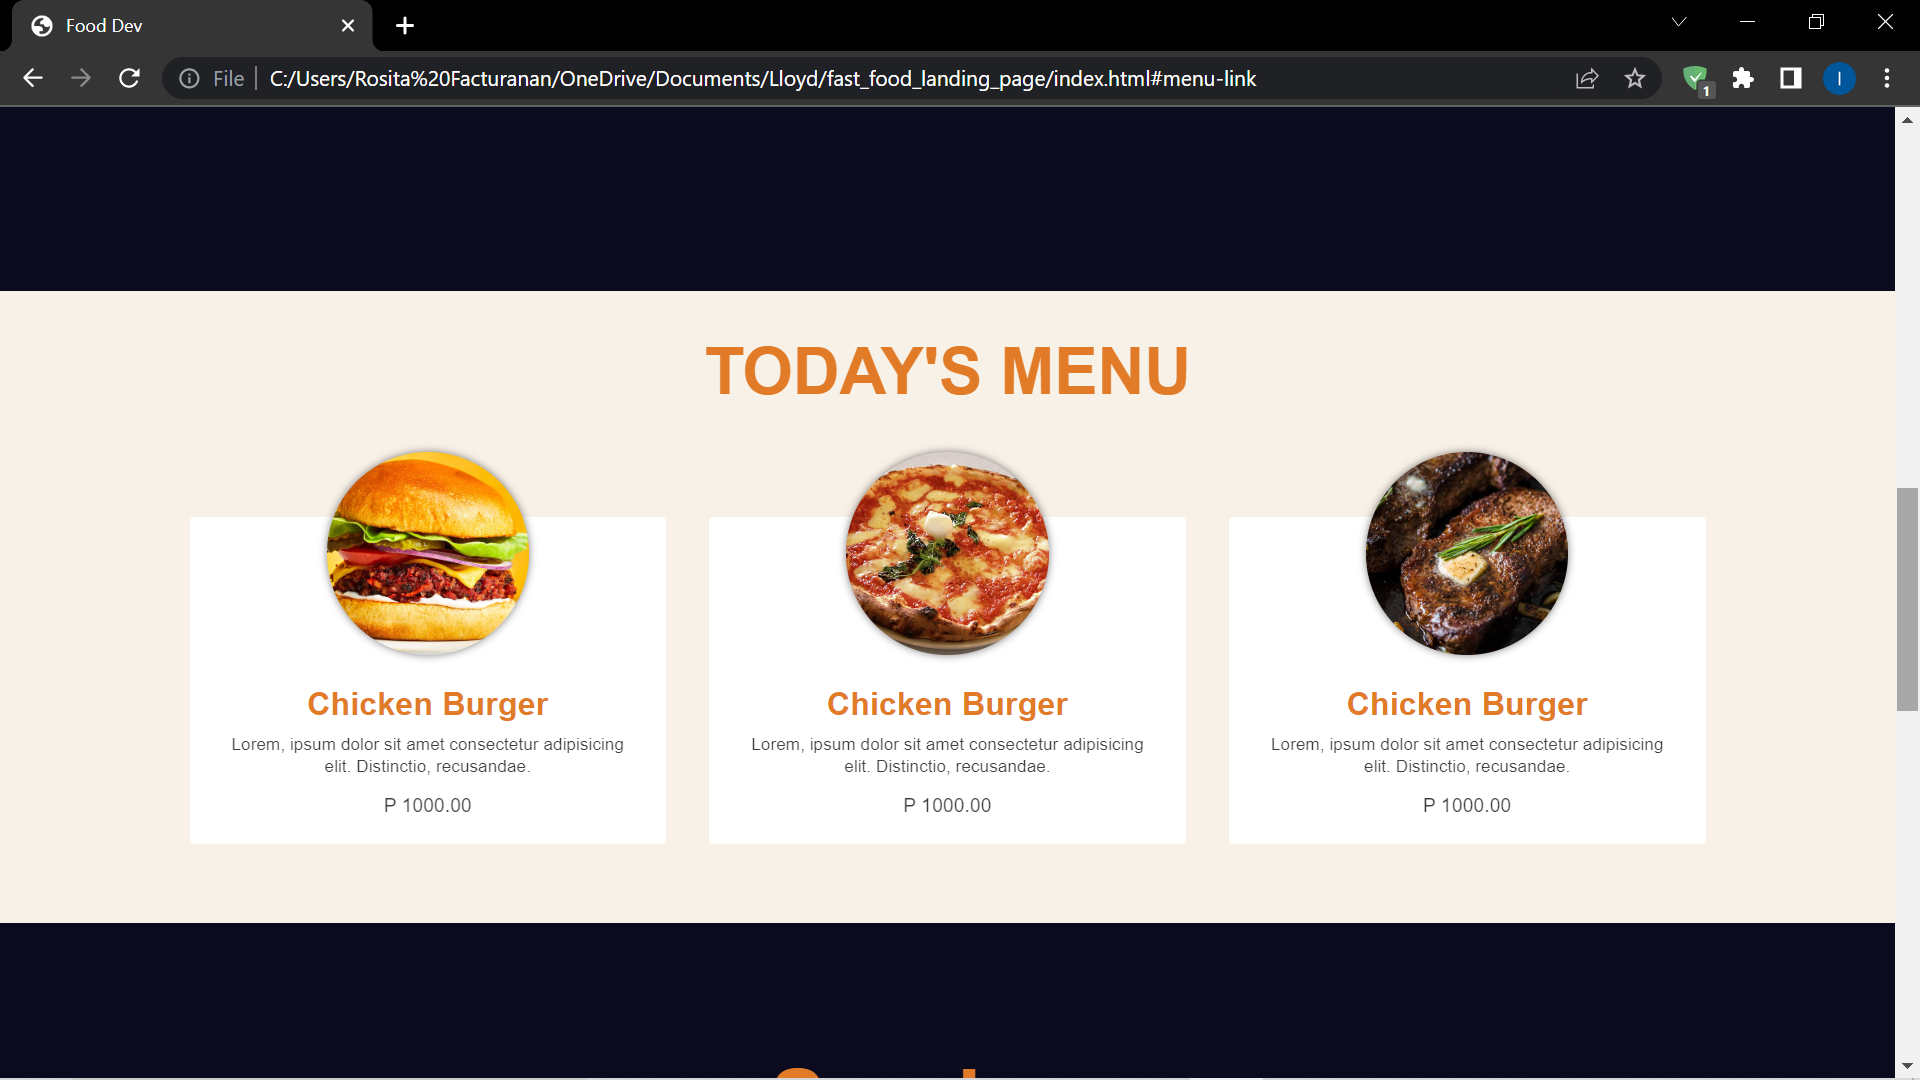 Food Dev
File C:/Users/Rosita%20Facturanan/OneDrive/Documents/Lloyd/fast_food_landing_page/index.html#menu-link
1
I
TODAY'S MENU
Chicken Burger
Lorem, ipsum dolor sit amet consectetur adipisicing
elit. Distinctio, recusandae.
P 1000.00
Chicken Burger
Lorem, ipsum dolor sit amet consectetur adipisicing
elit. Distinctio, recusandae.
P 1000.00
Chicken Burger
Lorem, ipsum dolor sit amet consectetur adipisicing
elit. Distinctio, recusandae.
P 1000.00